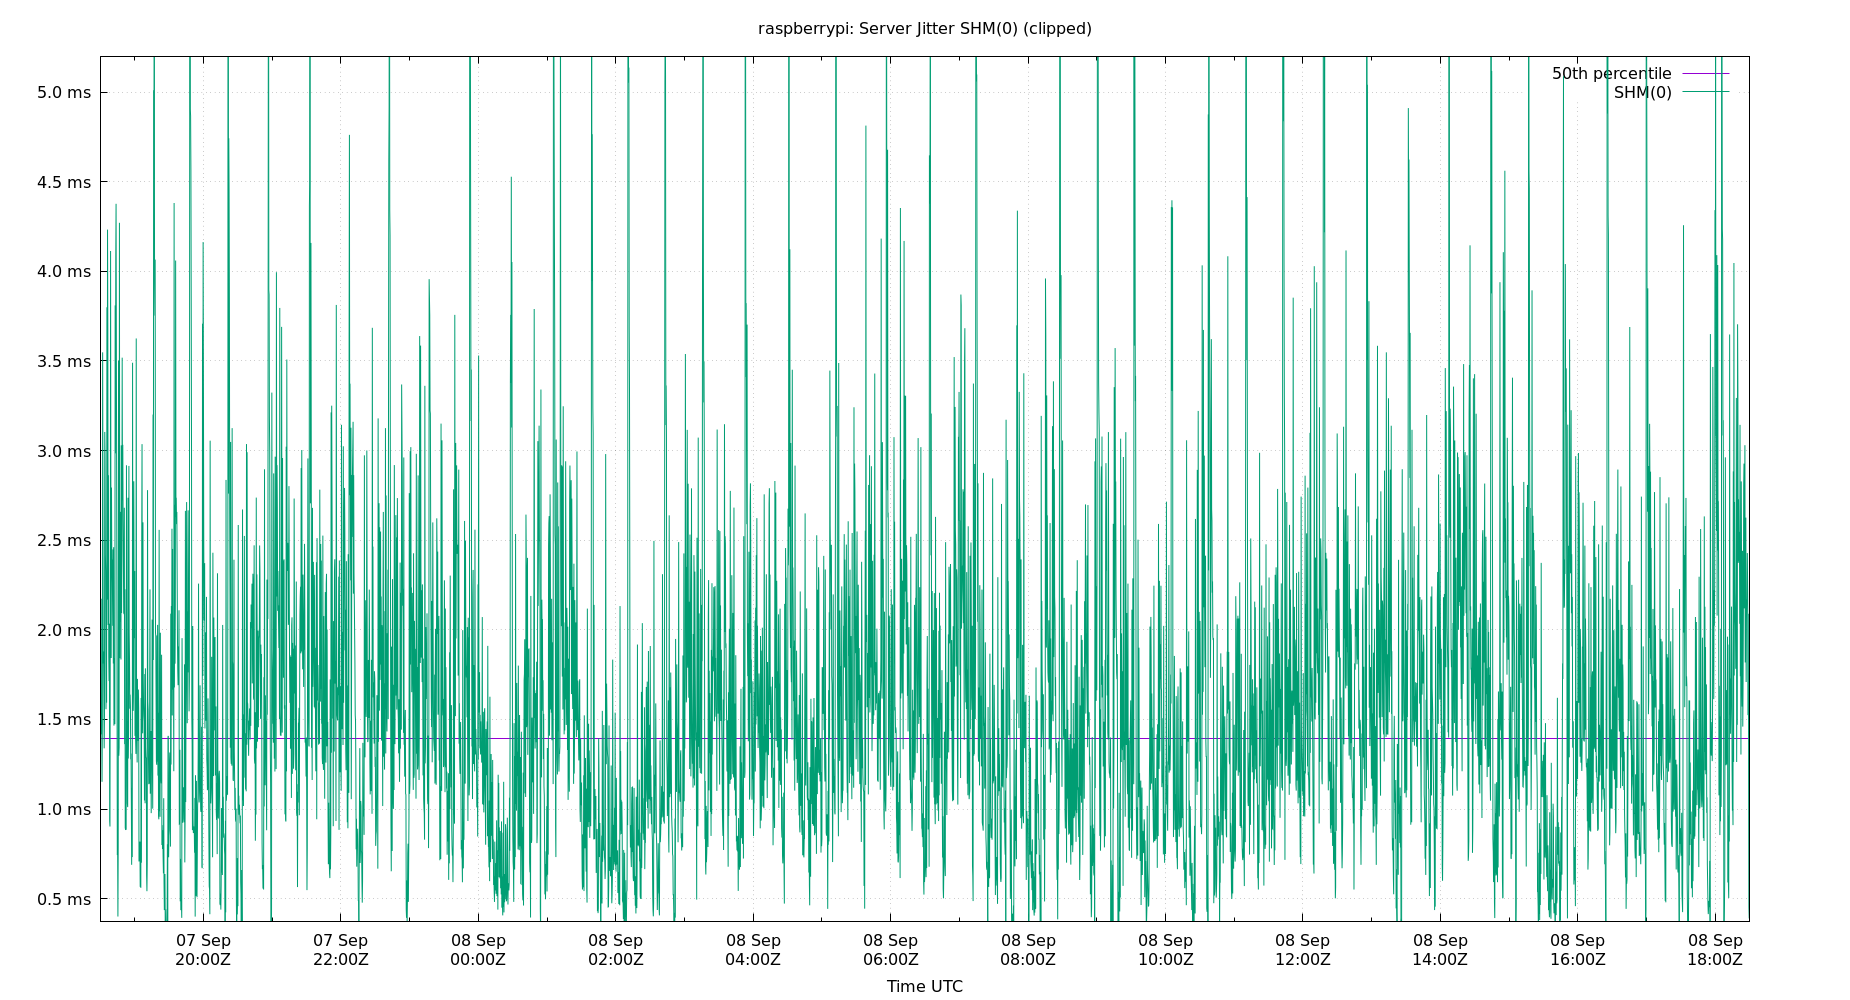 raspberrypi: Server Jitter SHM(0) (clipped)
50th percentile
SHM(0)
5.0 ms
4.5 ms
4.0 ms
3.5 ms
3.0 ms
2.5 ms
2.0 ms
1.5 ms
1.0 ms
0.5 ms
07 Sep 07 Sep 08 Sep 08 Sep 08 Sep 08 Sep 08 Sep 08 Sep 08 Sep 08 Sep 08 Sep 08 Sep
20:00Z 22:00Z 00:00Z 02:00Z 04:00Z 06:00Z 08:00Z 10:00Z 12:00Z 14:00Z 16:00Z 18:00Z
Time UTC